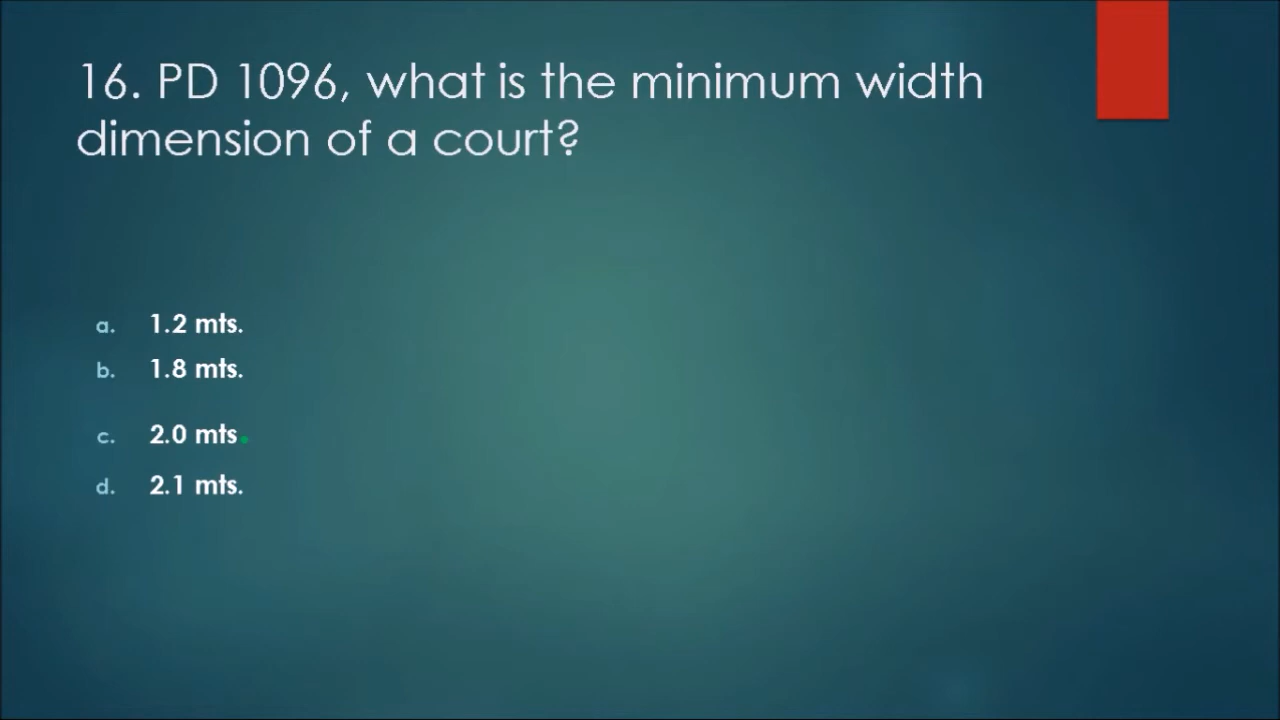 16. PD 1096, what is the minimum width
dimension of a court?
a. 1.2 mts.
b. 1.8 mts.
c. 2.0 mts.
d. 2.1 mts.